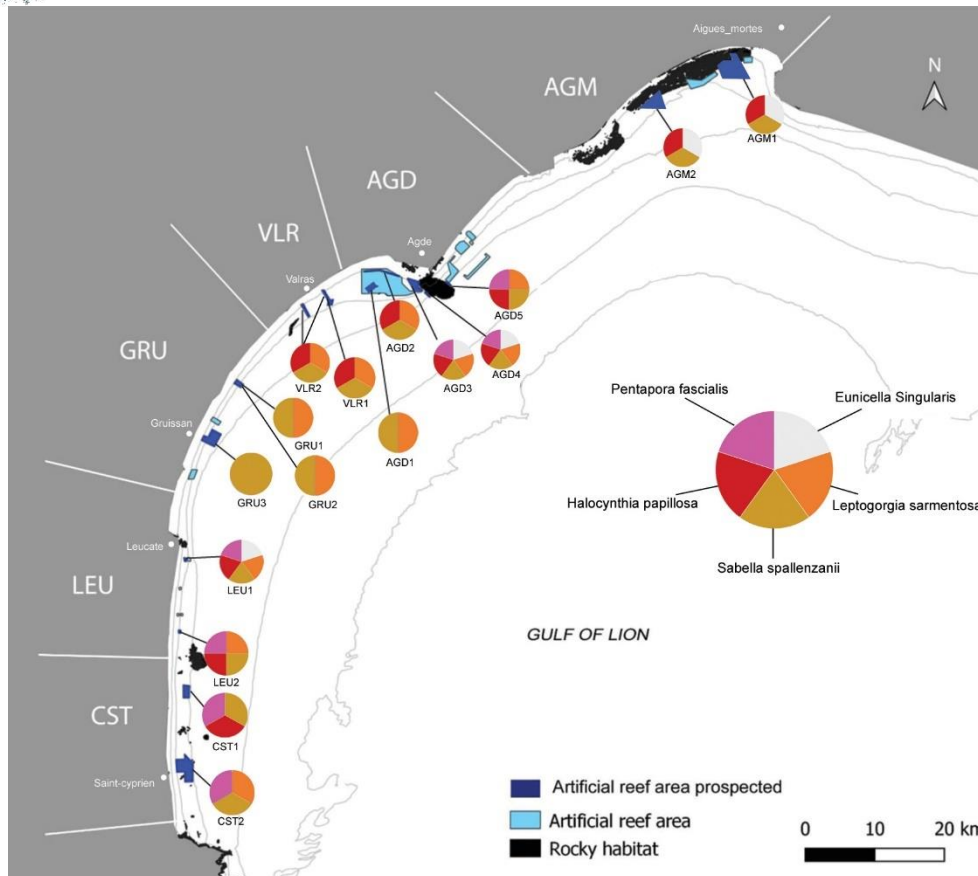 Aigues_mortes
N
AGM
AGM1
AGM2
AGD
VLR
Agde
Valras
AGD5
AGD2
AGD3
AGD4
GRU
VLR2
VLR1
Pentapora fascialis
Eunicella Singularis
Gruissan
GRU1
AGD1
GRU3
GRU2
Halocynthia papillosa
Leptogorgia sarmentosa
Leucate
Sabella spallenzanii
LEU
LEU1
GULF OF LION
LEU2
CST
CST1
Saint-cyprien
CST2
Artificial reef area prospected
Artificial reef area
Rocky habitat
0 10 20 km